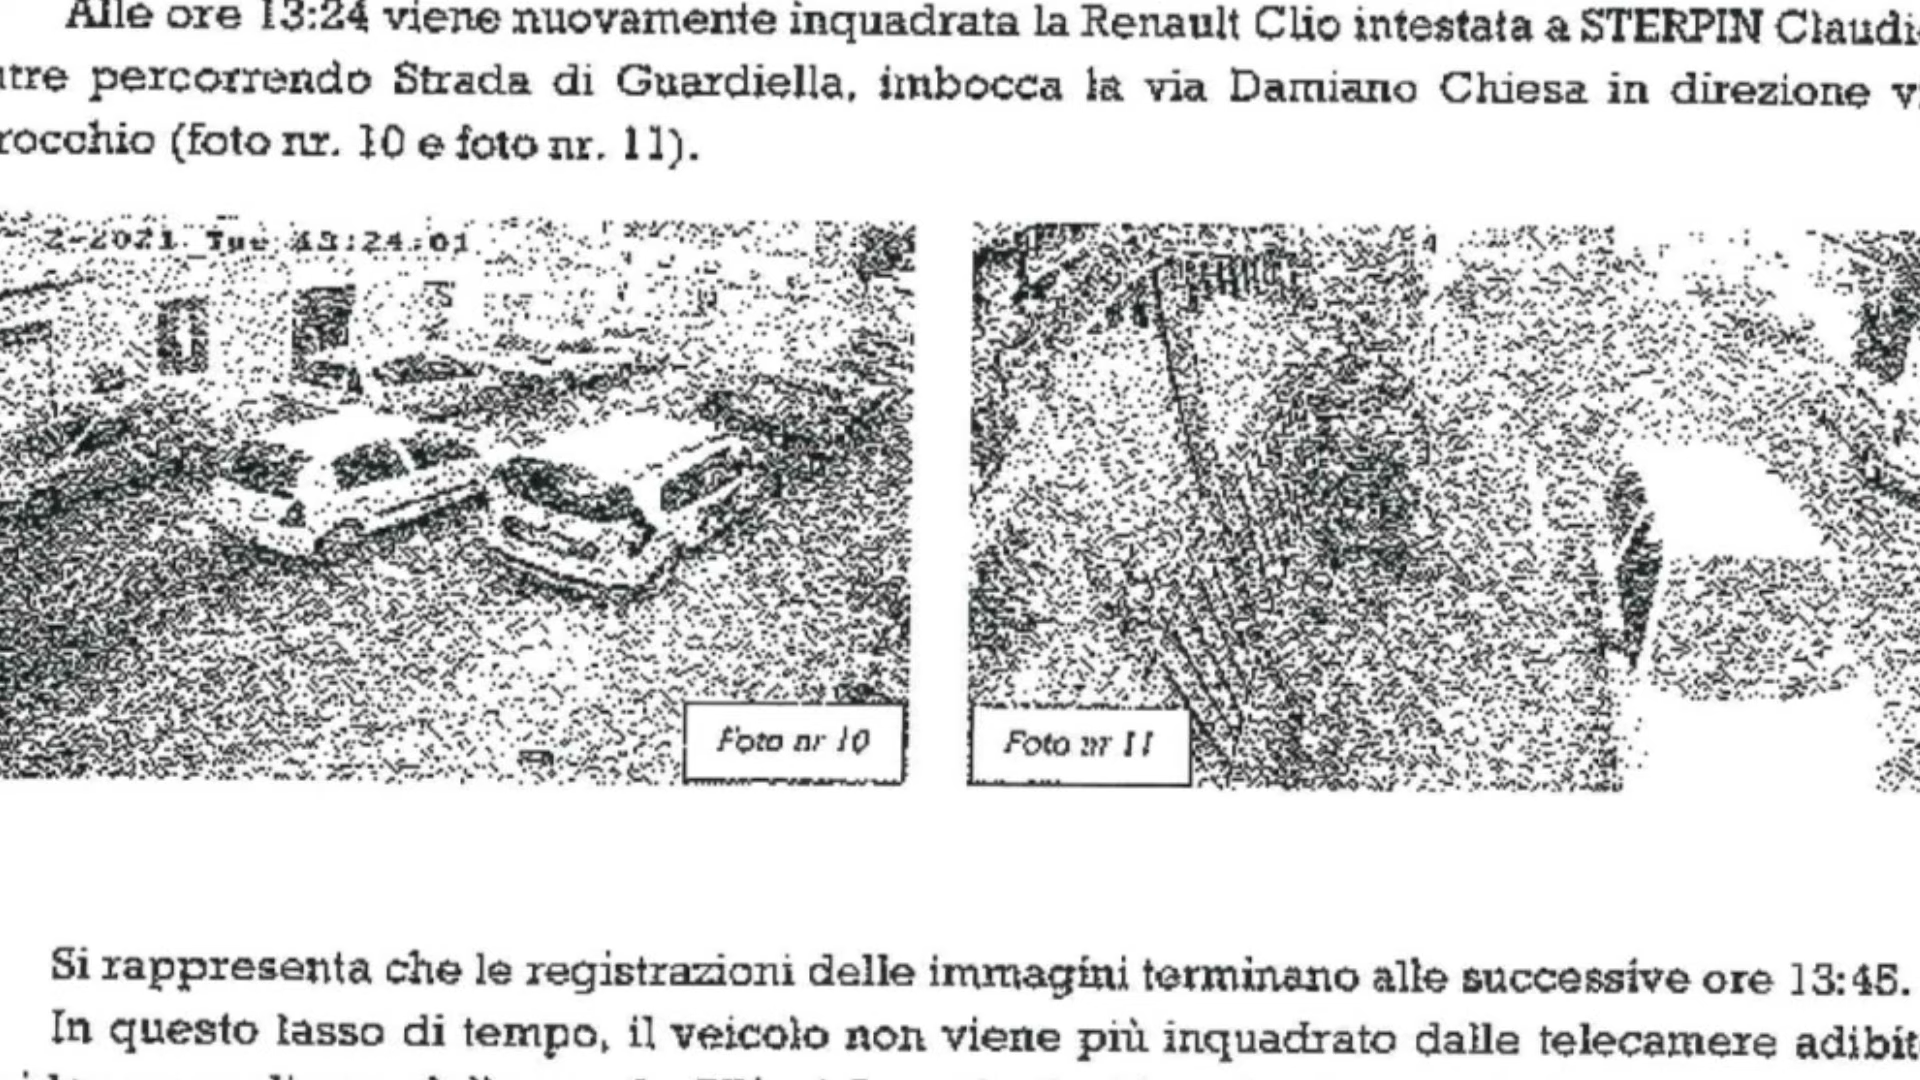 Alle ore 13:24 viene nuovamente inquadrata la Renault Clio intestata a STERPIN Claudi
tre percorrendo Strada di Guardiella, imbocca la via Damiano Chiesa in direzione v
rocchio (foto nr. 10 e foto nr. 11).
2-2021 Tue 13:24:01
Foto nr 10
Foto nr 11
Si rappresenta che le registrazioni delle immagini terminano alle successive ore 13:45.
In questo lasso di tempo, il veicolo non viene più inquadrato dalle telecamere adibit